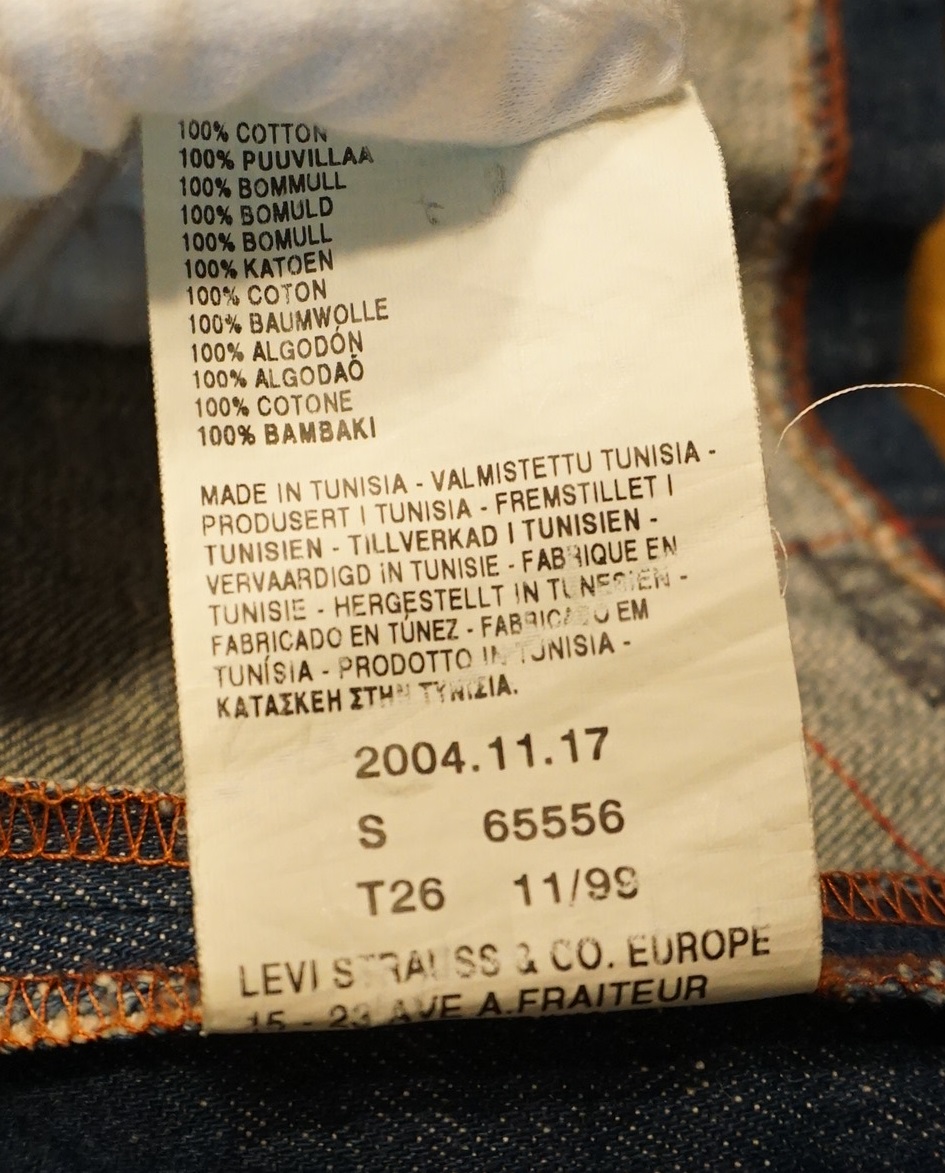 100% COTTON
100% PUUVILLAA
100% BOMMULL
100% BOMULD
100% BOMULL
100% KATOEN
100% COTON
100% BAUMWOLLE
100% ALGODÓN
100% ALGODAÕ
100% COTONE
100% BAMBAKI
MADE IN TUNISIA - VALMISTETTU TUNISIA -
PRODUSERT I TUNISIA - FREMSTILLET I
TUNISIEN - TILLVERKAD I TUNISIEN -
VERVAARDIGD IN TUNISIE - FABRIQUE EN
TUNISIE - HERGESTELLT IN TUNESIEN -
FABRICADO EN TÚNEZ - FABRICADO EM
TUNÍSIA - PRODOTTO IN TUNISIA -
ΚΑΤΑΣΚΕΗ ΣΤΗΝ ΤΥΝΙΣΙΑ.
2004.11.17
S 65556
T26 11/99
LEVI STRAUSS & CO. EUROPE
15 - 23 AVE A.FRAITEUR